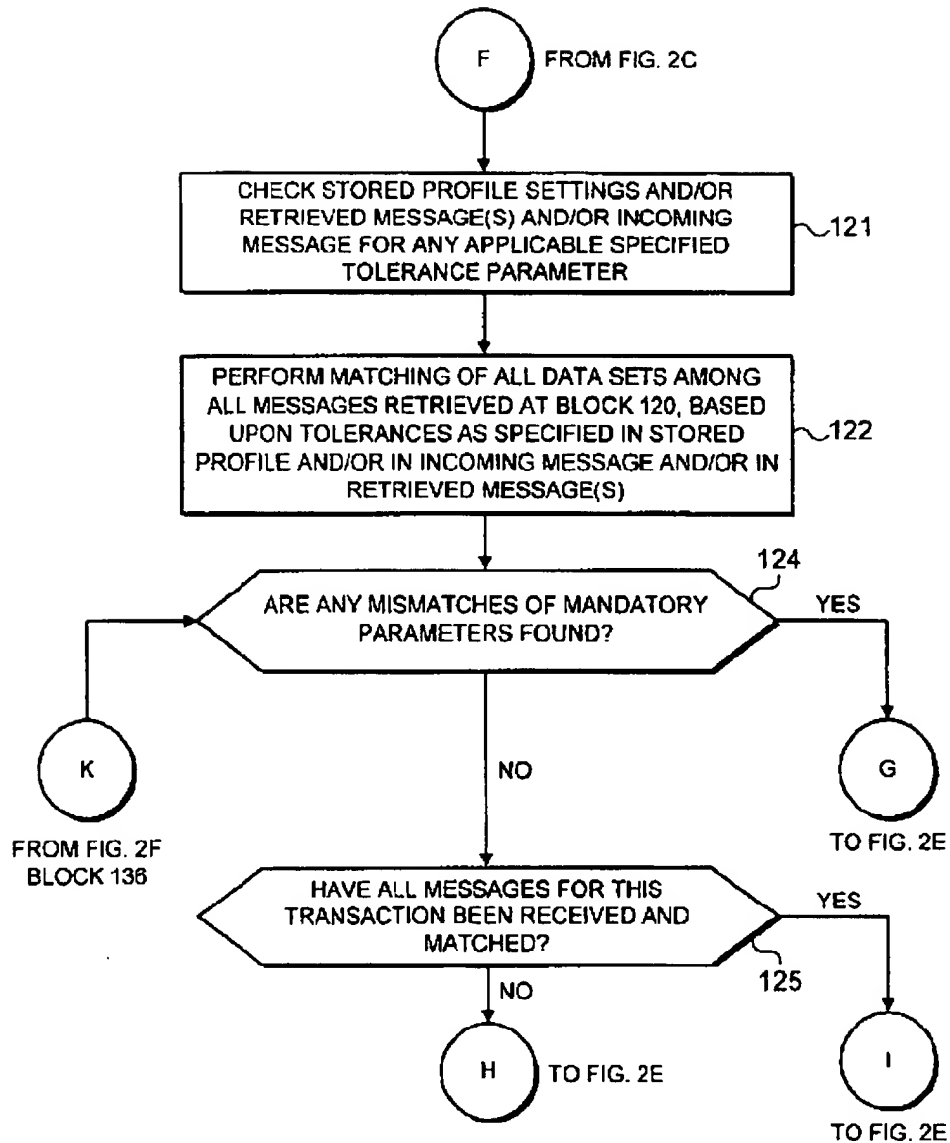 F
FROM FIG. 2C
CHECK STORED PROFILE SETTINGS AND/OR
RETRIEVED MESSAGE(S) AND/OR INCOMING
MESSAGE FOR ANY APPLICABLE SPECIFIED
TOLERANCE PARAMETER
121
PERFORM MATCHING OF ALL DATA SETS AMONG
ALL MESSAGES RETRIEVED AT BLOCK 120, BASED
UPON TOLERANCES AS SPECIFIED IN STORED
PROFILE AND/OR IN INCOMING MESSAGE AND/OR IN
RETRIEVED MESSAGE(S)
122
124
ARE ANY MISMATCHES OF MANDATORY
PARAMETERS FOUND?
YES
K
FROM FIG. 2F
BLOCK 136
NO
G
TO FIG. 2E
HAVE ALL MESSAGES FOR THIS
TRANSACTION BEEN RECEIVED AND
MATCHED?
YES
125
NO
H
TO FIG. 2E
I
TO FIG. 2E